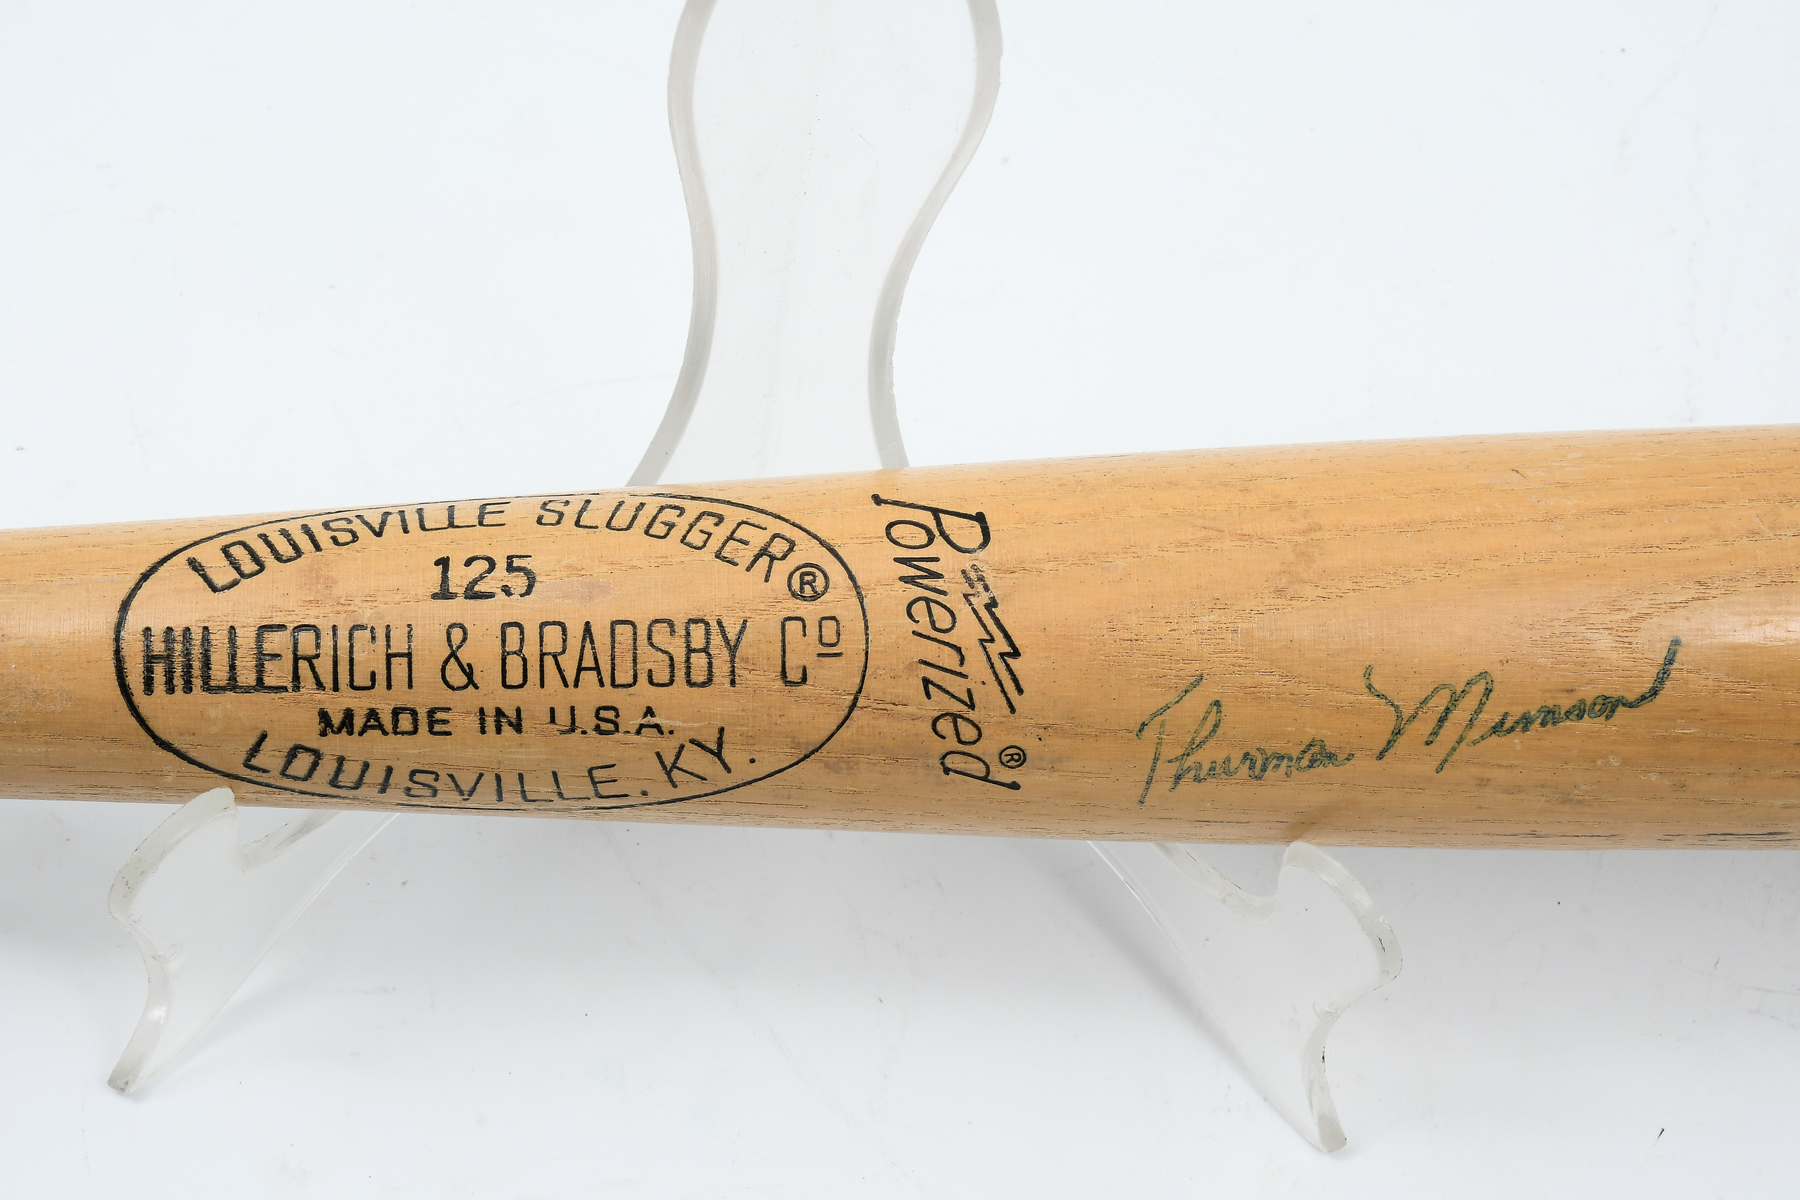 LOUISVILLE SLUGGER®
125
HILLERICH & BRADSBY Cº
MADE IN U.S.A.
LOUISVILLE. KY.
Powerized®
Thurman Munson